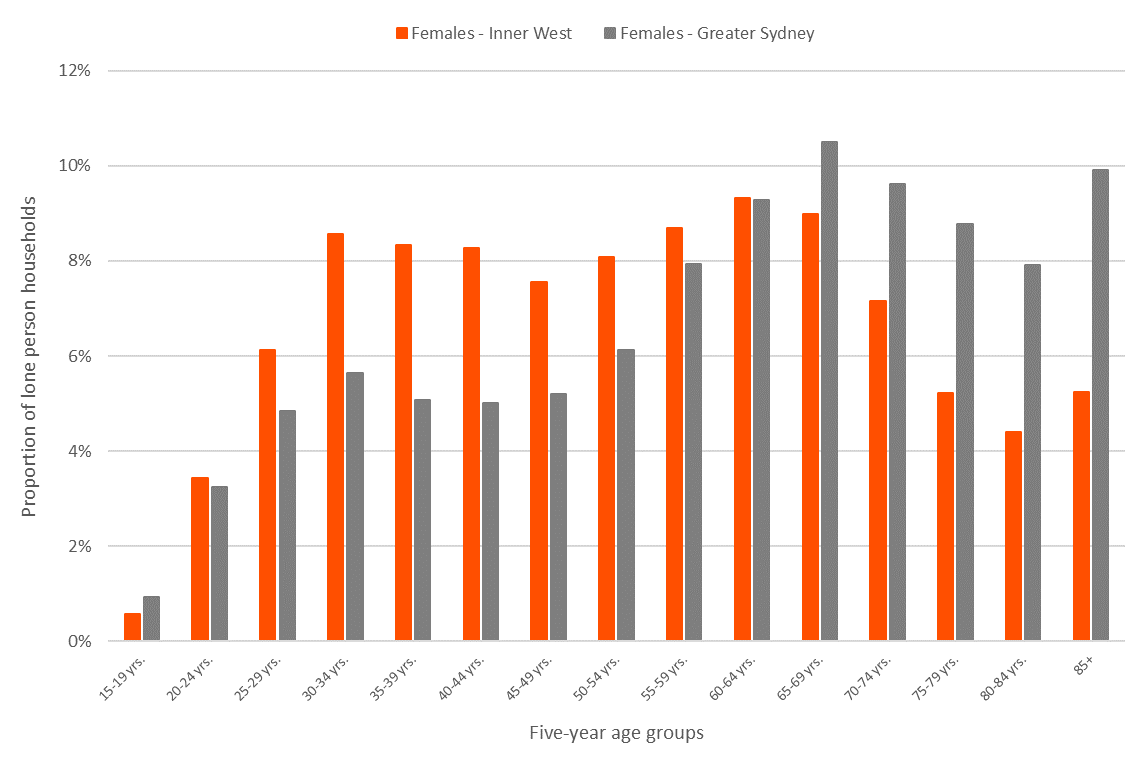 Females - Inner West
Females - Greater Sydney
12%
10%
8%
6%
4%
2%
0%
Proportion of lone person households
15-19 yrs.
20-24 yrs.
25-29 yrs.
30-34 yrs.
35-39 yrs.
40-44 yrs.
45-49 yrs.
50-54 yrs.
55-59 yrs.
60-64 yrs.
65-69 yrs.
70-74 yrs.
75-79 yrs.
80-84 yrs.
85+
Five-year age groups